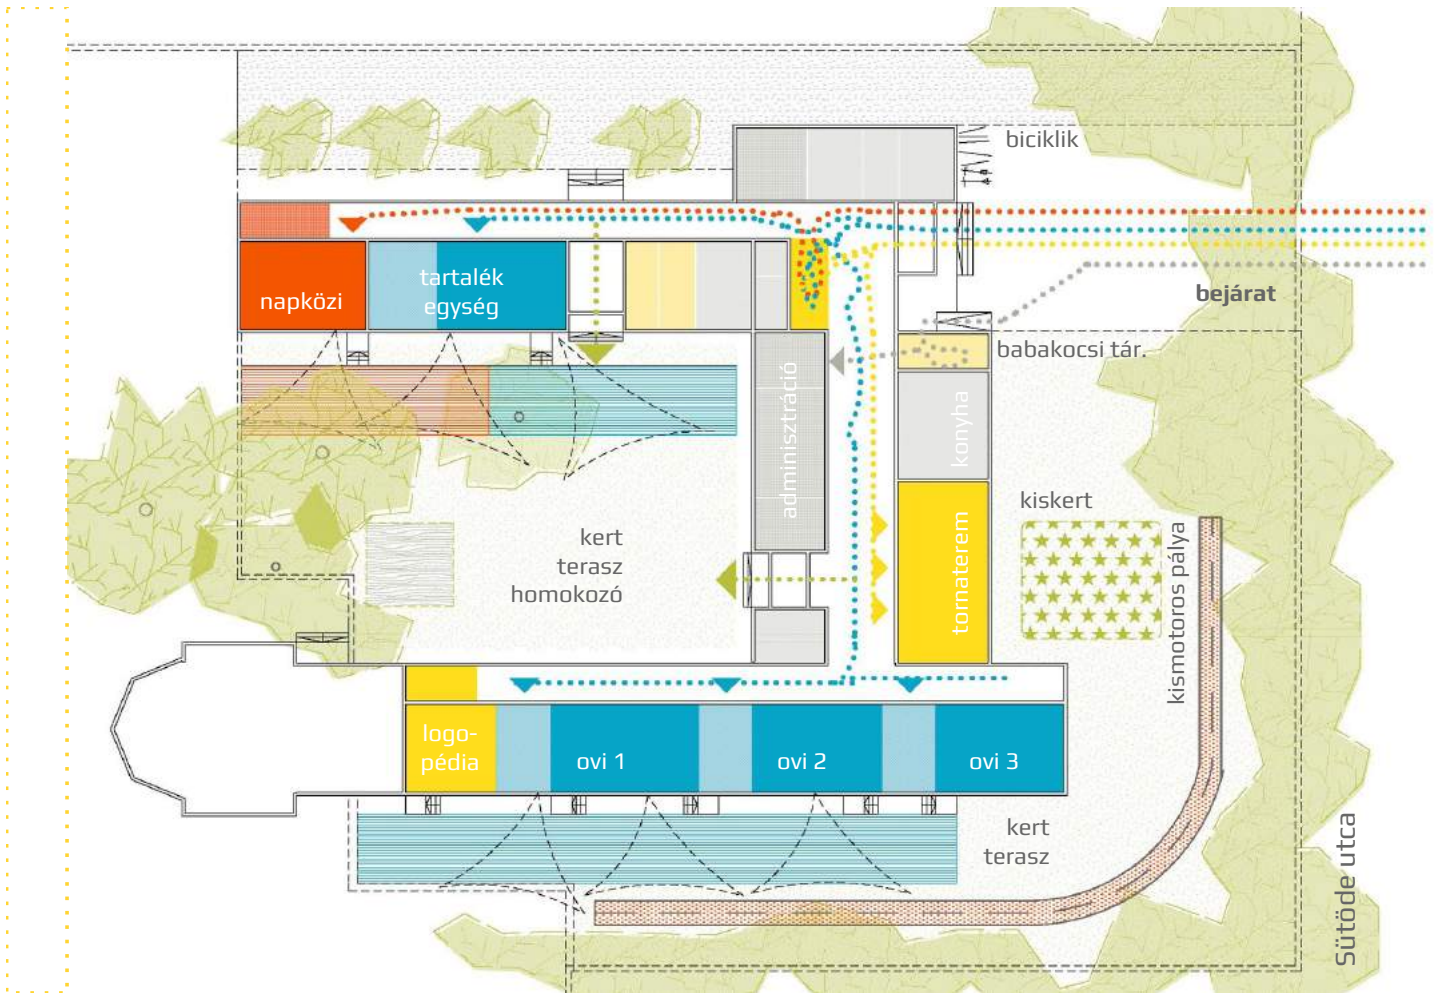 biciklik
tartalék
egység
napközi
bejárat
babakocsi tár.
adminisztráció
konyha
kiskert
kert
terasz
homokozó
tornaterem
kismotoros pálya
logo-
pédia
ovi 1
ovi 2
ovi 3
kert
terasz
Sütöde utca